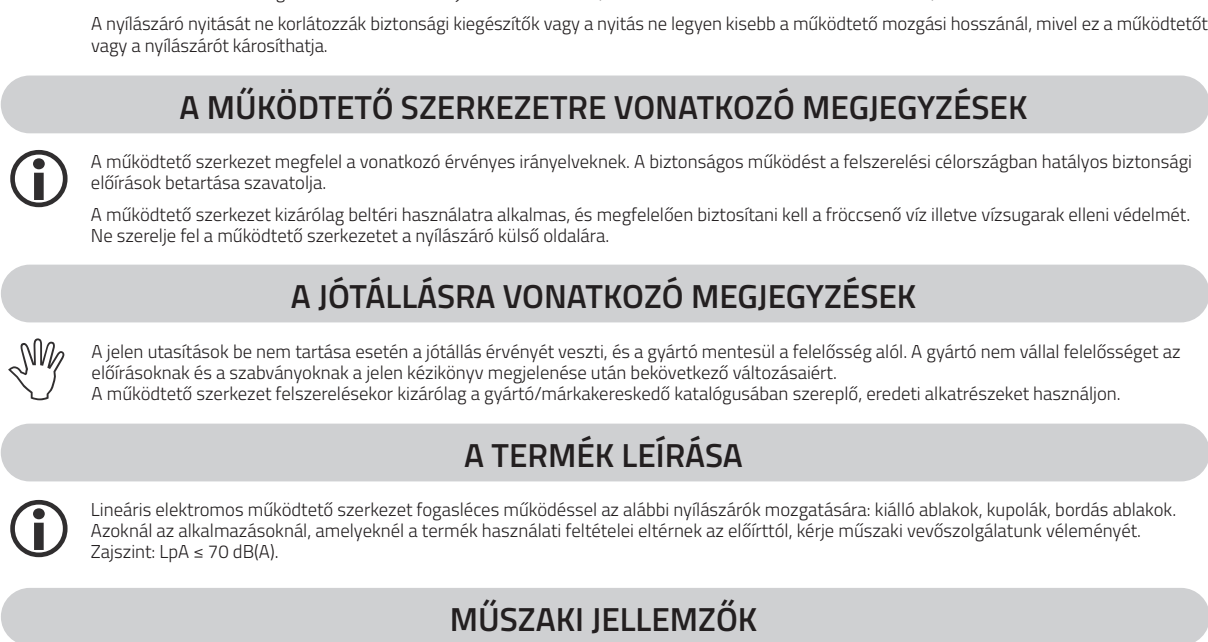 A nyílászáró nyitását ne korlátozzák biztonsági kiegészítők vagy a nyitás ne legyen kisebb a működtető mozgási hosszánál, mivel ez a működtetőt
vagy a nyílászárót károsíthatja.
A MŰKÖDTETŐ SZERKEZETRE VONATKOZÓ MEGJEGYZÉSEK
A működtető szerkezet megfelel a vonatkozó érvényes irányelveknek. A biztonságos működést a felszerelési célországban hatályos biztonsági
előírások betartása szavatolja.
A működtető szerkezet kizárólag beltéri használatra alkalmas, és megfelelően biztosítani kell a fröccsenő víz illetve vízsugarak elleni védelmét.
Ne szerelje fel a működtető szerkezetet a nyílászáró külső oldalára.
A JÓTÁLLÁSRA VONATKOZÓ MEGJEGYZÉSEK
A jelen utasítások be nem tartása esetén a jótállás érvényét veszti, és a gyártó mentesül a felelősség alól. A gyártó nem vállal felelősséget az
előírásoknak és a szabványoknak a jelen kézikönyv megjelenése után bekövetkező változásaiért.
A működtető szerkezet felszerelésekor kizárólag a gyártó/márkakereskedő katalógusában szereplő, eredeti alkatrészeket használjon.
A TERMÉK LEÍRÁSA
Lineáris elektromos működtető szerkezet fogasléces működéssel az alábbi nyílászárók mozgatására: kiálló ablakok, kupolák, bordás ablakok.
Azoknál az alkalmazásoknál, amelyeknél a termék használati feltételei eltérnek az előírttól, kérje műszaki vevőszolgálatunk véleményét.
Zajszint: LpA ≤ 70 dB(A).
MŰSZAKI JELLEMZŐK